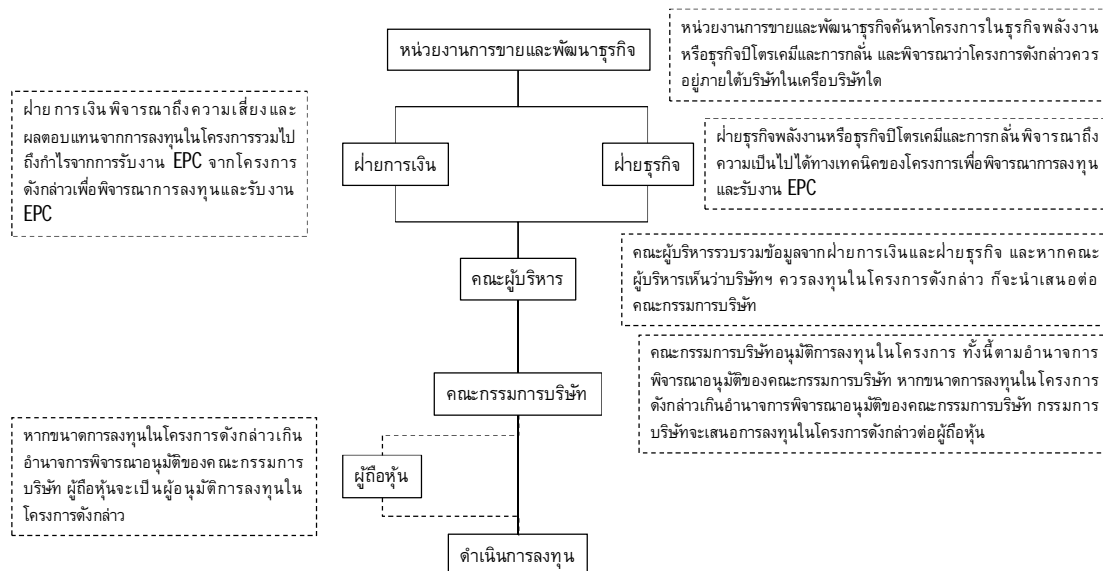 หน่วยงานการขายและพัฒนาธุรกิจ
หน่วยงานการขายและพัฒนาธุรกิจค้นหาโครงการในธุรกิจพลังงาน
หรือธุรกิจปิโตรเคมีและการกลั่น และพิจารณาว่าโครงการดังกล่าวควร
อยู่ภายใต้บริษัทในเครือบริษัทใด
ฝ่ายการเงินพิจารณาถึงความเสี่ยงและ
ผลตอบแทนจากการลงทุนในโครงการรวมไป
ถึงกำไรจากการรับงาน EPC จากโครงการ
ดังกล่าวเพื่อพิจารณาการลงทุนและรับงาน
EPC
ฝ่ายการเงิน
ฝ่ายธุรกิจ
ฝ่ายธุรกิจพลังงานหรือธุรกิจปิโตรเคมีและการกลั่นพิจารณาถึง
ความเป็นไปได้ทางเทคนิคของโครงการเพื่อพิจารณาการลงทุน
และรับงาน EPC
คณะผู้บริหาร
คณะผู้บริหารรวบรวมข้อมูลจากฝ่ายการเงินและฝ่ายธุรกิจ และหากคณะ
ผู้บริหารเห็นว่าบริษัทฯ ควรลงทุนในโครงการดังกล่าว ก็จะนำเสนอต่อ
คณะกรรมการบริษัท
คณะกรรมการบริษัท
คณะกรรมการบริษัทอนุมัติการลงทุนในโครงการ ทั้งนี้ตามอำนาจการ
พิจารณาอนุมัติของคณะกรรมการบริษัท หากขนาดการลงทุนในโครงการ
ดังกล่าวเกินอำนาจการพิจารณาอนุมัติของคณะกรรมการบริษัท กรรมการ
บริษัทจะเสนอการลงทุนในโครงการดังกล่าวต่อผู้ถือหุ้น
หากขนาดการลงทุนในโครงการดังกล่าวเกิน
อำนาจการพิจารณาอนุมัติของคณะกรรมการ
บริษัท ผู้ถือหุ้นจะเป็นผู้อนุมัติการลงทุนใน
โครงการดังกล่าว
ผู้ถือหุ้น
ดำเนินการลงทุน